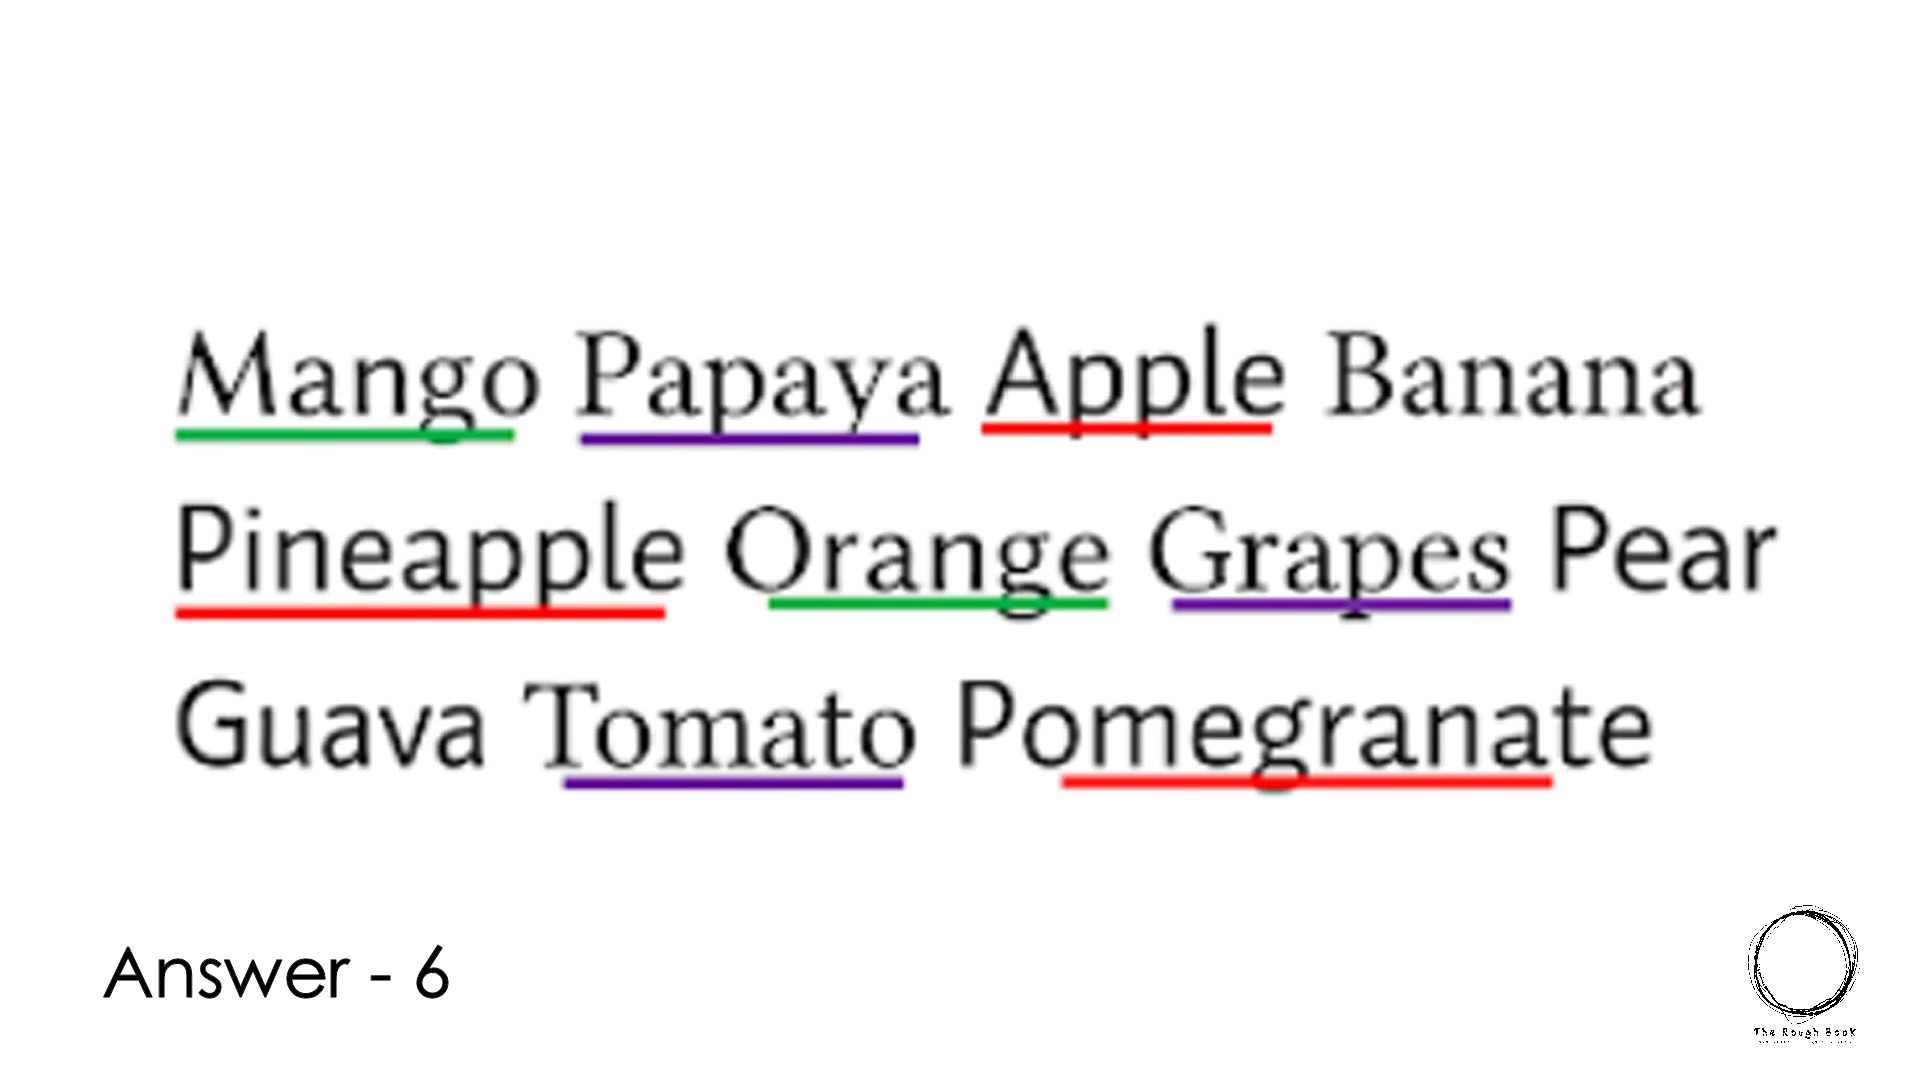 Mango Papaya Apple Banana
Pineapple Orange Grapes Pear
Guava Tomato Pomegranate
Answer - 6
The Rough Book